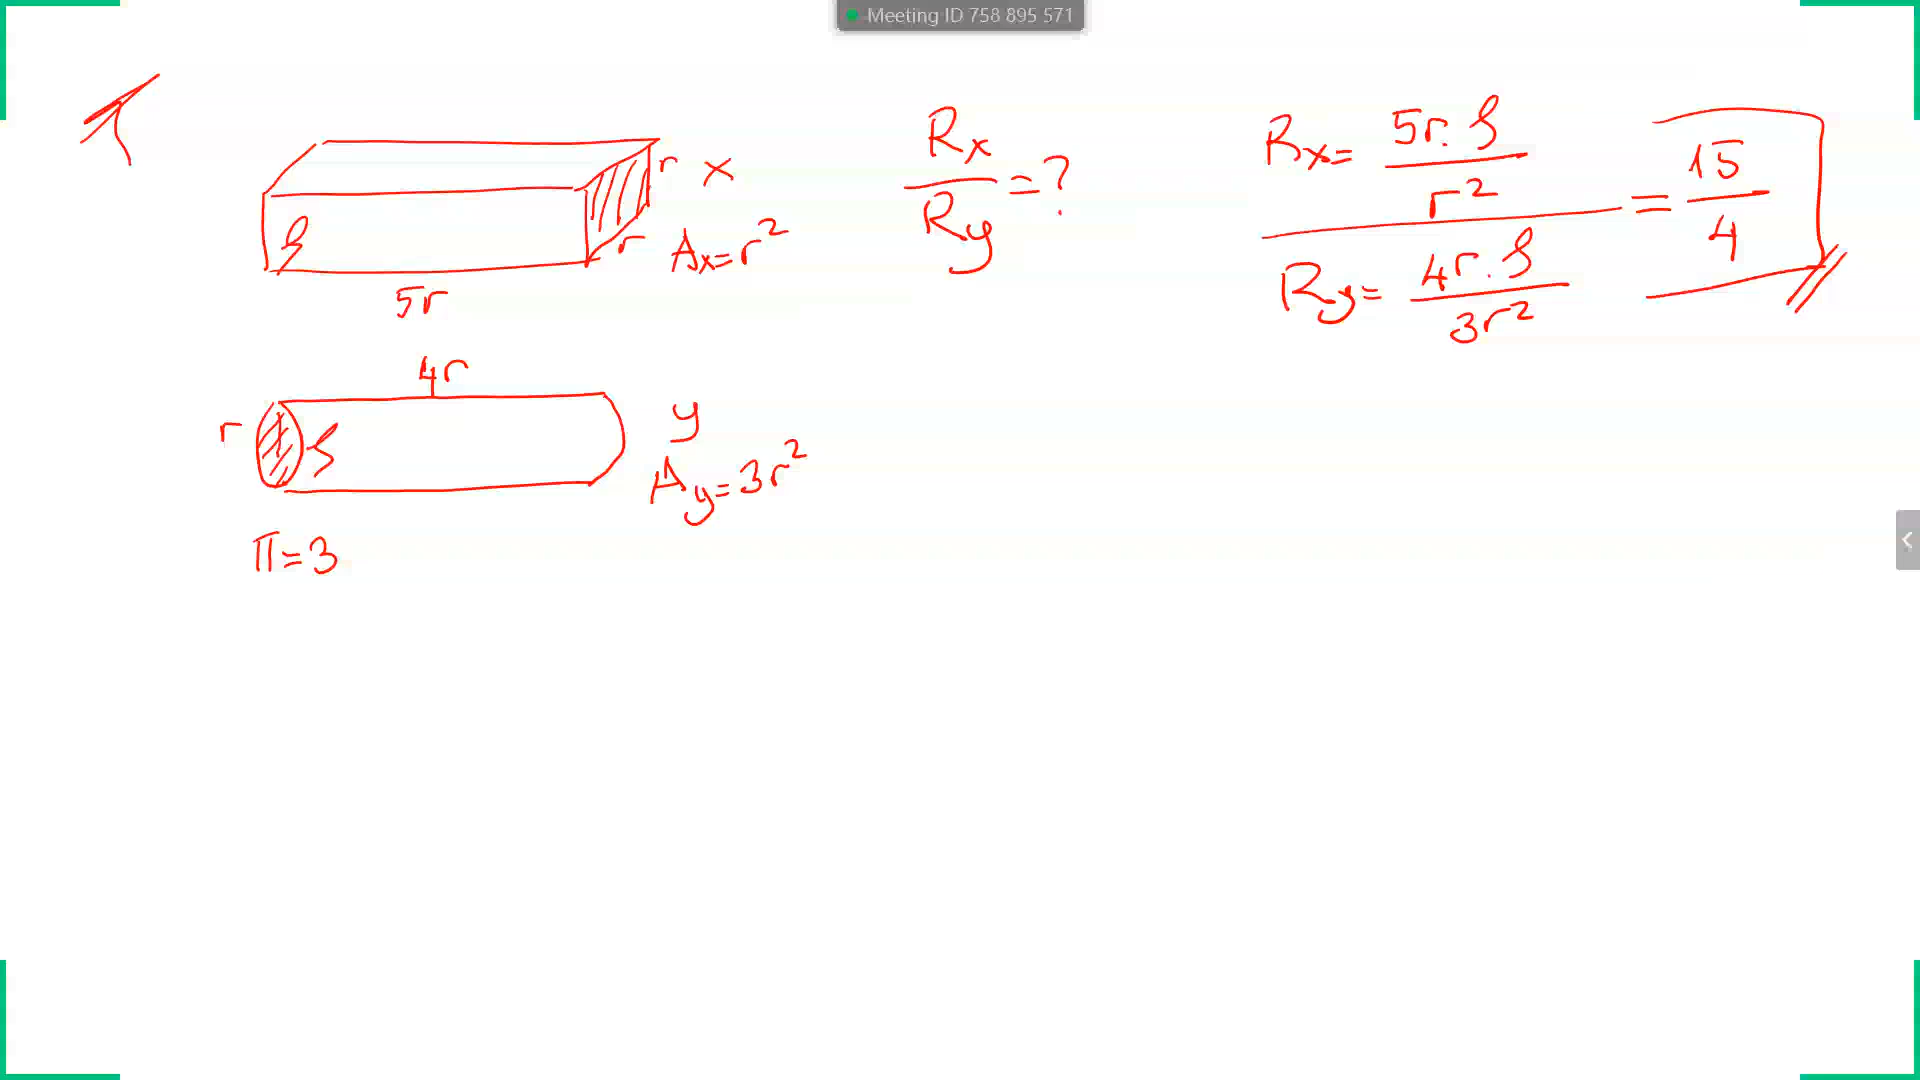 Meeting ID 758 895 571
r x
r
Ax=r²
ρ
5r
Rx/Ry=?
Rx= 5r.ρ/r²
Ry= 4r.ρ/3r²
= 15/4
4r
r
ρ
y
Ay=3r²
π=3